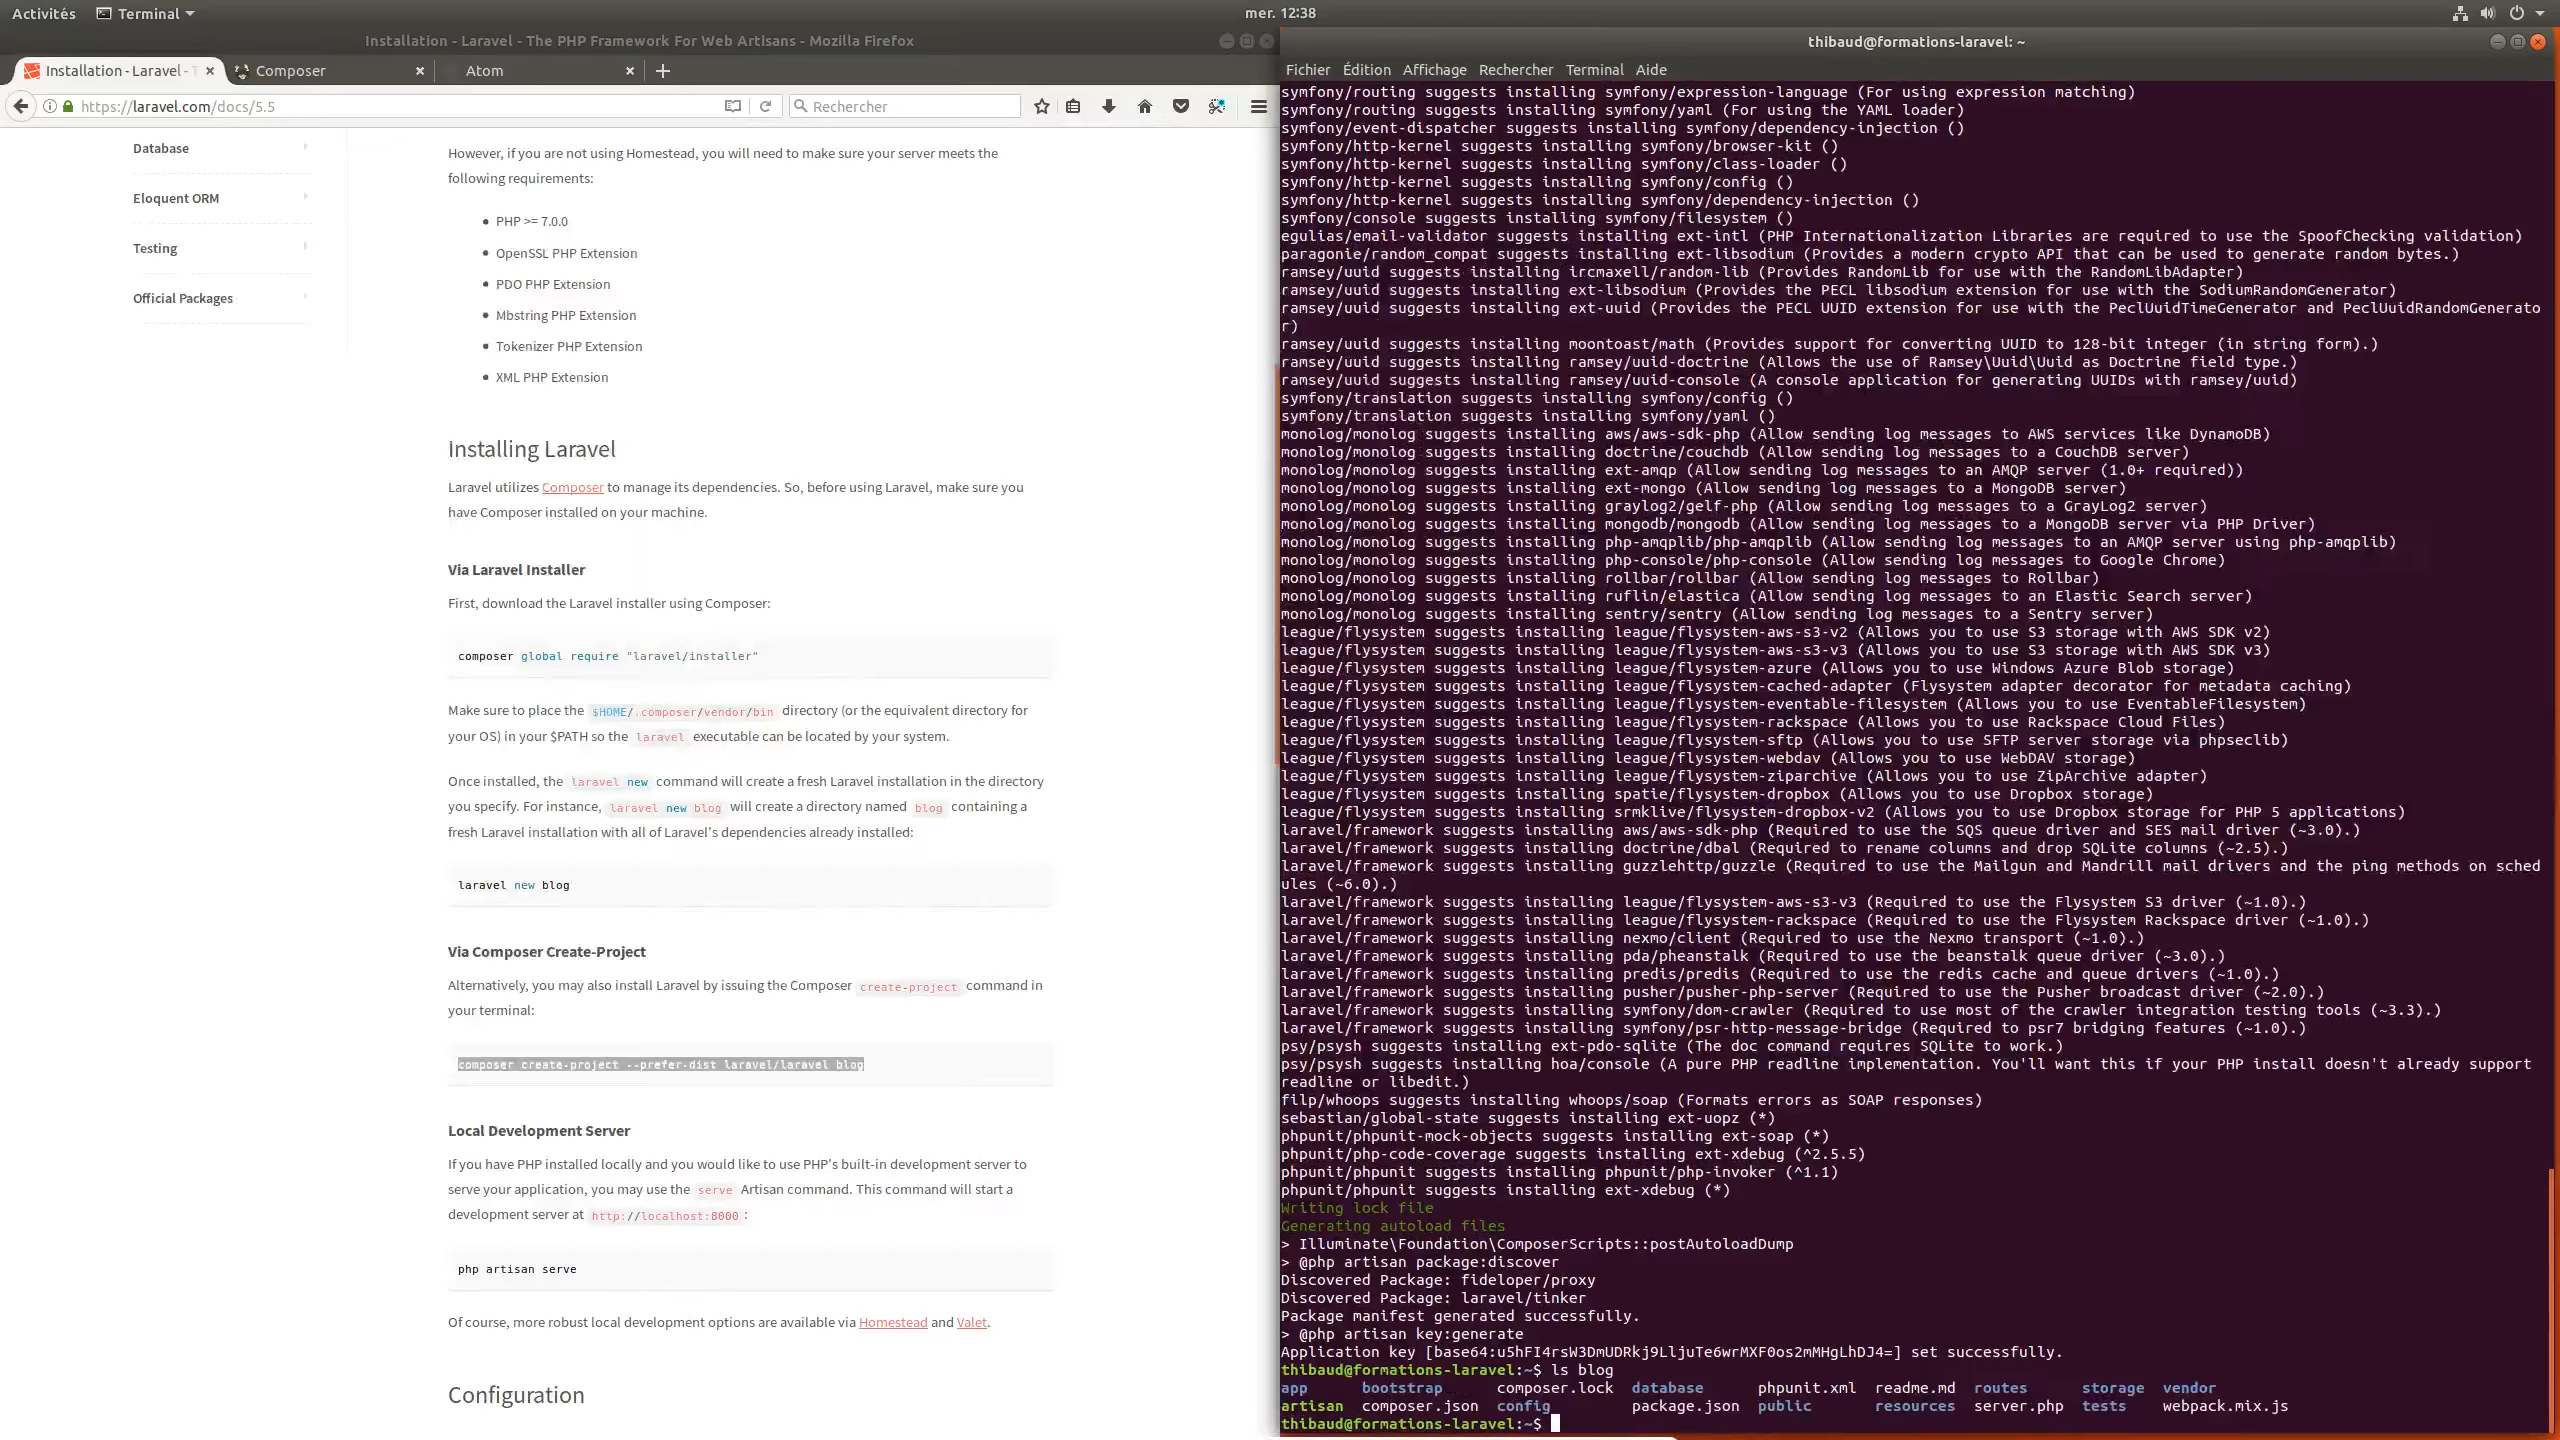 Activités Terminal mer. 12:38
Installation - Laravel - The PHP Framework For Web Artisans - Mozilla Firefox
Installation - Laravel - T Composer Atom
https://laravel.com/docs/5.5 Rechercher
Database
Eloquent ORM
Testing
Official Packages
However, if you are not using Homestead, you will need to make sure your server meets the
following requirements:
PHP >= 7.0.0
OpenSSL PHP Extension
PDO PHP Extension
Mbstring PHP Extension
Tokenizer PHP Extension
XML PHP Extension
Installing Laravel
Laravel utilizes Composer to manage its dependencies. So, before using Laravel, make sure you
have Composer installed on your machine.
Via Laravel Installer
First, download the Laravel installer using Composer:
composer global require "laravel/installer"
Make sure to place the $HOME/.composer/vendor/bin directory (or the equivalent directory for
your OS) in your $PATH so the laravel executable can be located by your system.
Once installed, the laravel new command will create a fresh Laravel installation in the directory
you specify. For instance, laravel new blog will create a directory named blog containing a
fresh Laravel installation with all of Laravel's dependencies already installed:
laravel new blog
Via Composer Create-Project
Alternatively, you may also install Laravel by issuing the Composer create-project command in
your terminal:
composer create-project --prefer-dist laravel/laravel blog
Local Development Server
If you have PHP installed locally and you would like to use PHP's built-in development server to
serve your application, you may use the serve Artisan command. This command will start a
development server at http://localhost:8000 :
php artisan serve
Of course, more robust local development options are available via Homestead and Valet.
Configuration
thibaud@formations-laravel: ~
Fichier Édition Affichage Rechercher Terminal Aide
symfony/routing suggests installing symfony/expression-language (For using expression matching)
symfony/routing suggests installing symfony/yaml (For using the YAML loader)
symfony/event-dispatcher suggests installing symfony/dependency-injection ()
symfony/http-kernel suggests installing symfony/browser-kit ()
symfony/http-kernel suggests installing symfony/class-loader ()
symfony/http-kernel suggests installing symfony/config ()
symfony/http-kernel suggests installing symfony/dependency-injection ()
symfony/console suggests installing symfony/filesystem ()
egulias/email-validator suggests installing ext-intl (PHP Internationalization Libraries are required to use the SpoofChecking validation)
paragonie/random_compat suggests installing ext-libsodium (Provides a modern crypto API that can be used to generate random bytes.)
ramsey/uuid suggests installing ircmaxell/random-lib (Provides RandomLib for use with the RandomLibAdapter)
ramsey/uuid suggests installing ext-libsodium (Provides the PECL libsodium extension for use with the SodiumRandomGenerator)
ramsey/uuid suggests installing ext-uuid (Provides the PECL UUID extension for use with the PeclUuidTimeGenerator and PeclUuidRandomGenerato
r)
ramsey/uuid suggests installing moontoast/math (Provides support for converting UUID to 128-bit integer (in string form).)
ramsey/uuid suggests installing ramsey/uuid-doctrine (Allows the use of Ramsey\Uuid\Uuid as Doctrine field type.)
ramsey/uuid suggests installing ramsey/uuid-console (A console application for generating UUIDs with ramsey/uuid)
symfony/translation suggests installing symfony/config ()
symfony/translation suggests installing symfony/yaml ()
monolog/monolog suggests installing aws/aws-sdk-php (Allow sending log messages to AWS services like DynamoDB)
monolog/monolog suggests installing doctrine/couchdb (Allow sending log messages to a CouchDB server)
monolog/monolog suggests installing ext-amqp (Allow sending log messages to an AMQP server (1.0+ required))
monolog/monolog suggests installing ext-mongo (Allow sending log messages to a MongoDB server)
monolog/monolog suggests installing graylog2/gelf-php (Allow sending log messages to a GrayLog2 server)
monolog/monolog suggests installing mongodb/mongodb (Allow sending log messages to a MongoDB server via PHP Driver)
monolog/monolog suggests installing php-amqplib/php-amqplib (Allow sending log messages to an AMQP server using php-amqplib)
monolog/monolog suggests installing php-console/php-console (Allow sending log messages to Google Chrome)
monolog/monolog suggests installing rollbar/rollbar (Allow sending log messages to Rollbar)
monolog/monolog suggests installing ruflin/elastica (Allow sending log messages to an Elastic Search server)
monolog/monolog suggests installing sentry/sentry (Allow sending log messages to a Sentry server)
league/flysystem suggests installing league/flysystem-aws-s3-v2 (Allows you to use S3 storage with AWS SDK v2)
league/flysystem suggests installing league/flysystem-aws-s3-v3 (Allows you to use S3 storage with AWS SDK v3)
league/flysystem suggests installing league/flysystem-azure (Allows you to use Windows Azure Blob storage)
league/flysystem suggests installing league/flysystem-cached-adapter (Flysystem adapter decorator for metadata caching)
league/flysystem suggests installing league/flysystem-eventable-filesystem (Allows you to use EventableFilesystem)
league/flysystem suggests installing league/flysystem-rackspace (Allows you to use Rackspace Cloud Files)
league/flysystem suggests installing league/flysystem-sftp (Allows you to use SFTP server storage via phpseclib)
league/flysystem suggests installing league/flysystem-webdav (Allows you to use WebDAV storage)
league/flysystem suggests installing league/flysystem-ziparchive (Allows you to use ZipArchive adapter)
league/flysystem suggests installing spatie/flysystem-dropbox (Allows you to use Dropbox storage)
league/flysystem suggests installing srmklive/flysystem-dropbox-v2 (Allows you to use Dropbox storage for PHP 5 applications)
laravel/framework suggests installing aws/aws-sdk-php (Required to use the SQS queue driver and SES mail driver (~3.0).)
laravel/framework suggests installing doctrine/dbal (Required to rename columns and drop SQLite columns (~2.5).)
laravel/framework suggests installing guzzlehttp/guzzle (Required to use the Mailgun and Mandrill mail drivers and the ping methods on sched
ules (~6.0).)
laravel/framework suggests installing league/flysystem-aws-s3-v3 (Required to use the Flysystem S3 driver (~1.0).)
laravel/framework suggests installing league/flysystem-rackspace (Required to use the Flysystem Rackspace driver (~1.0).)
laravel/framework suggests installing nexmo/client (Required to use the Nexmo transport (~1.0).)
laravel/framework suggests installing pda/pheanstalk (Required to use the beanstalk queue driver (~3.0).)
laravel/framework suggests installing predis/predis (Required to use the redis cache and queue drivers (~1.0).)
laravel/framework suggests installing pusher/pusher-php-server (Required to use the Pusher broadcast driver (~2.0).)
laravel/framework suggests installing symfony/dom-crawler (Required to use most of the crawler integration testing tools (~3.3).)
laravel/framework suggests installing symfony/psr-http-message-bridge (Required to psr7 bridging features (~1.0).)
psy/psysh suggests installing ext-pdo-sqlite (The doc command requires SQLite to work.)
psy/psysh suggests installing hoa/console (A pure PHP readline implementation. You'll want this if your PHP install doesn't already support
readline or libedit.)
filp/whoops suggests installing whoops/soap (Formats errors as SOAP responses)
sebastian/global-state suggests installing ext-uopz (*)
phpunit/phpunit-mock-objects suggests installing ext-soap (*)
phpunit/php-code-coverage suggests installing ext-xdebug (^2.5.5)
phpunit/phpunit suggests installing phpunit/php-invoker (^1.1)
phpunit/phpunit suggests installing ext-xdebug (*)
Writing lock file
Generating autoload files
> Illuminate\Foundation\ComposerScripts::postAutoloadDump
> @php artisan package:discover
Discovered Package: fideloper/proxy
Discovered Package: laravel/tinker
Package manifest generated successfully.
> @php artisan key:generate
Application key [base64:u5hFI4rsW3DmUDRkj9LljuTe6wrMXF0os2mMHgLhDJ4=] set successfully.
thibaud@formations-laravel:~$ ls blog
app bootstrap composer.lock database phpunit.xml readme.md routes storage vendor
artisan composer.json config package.json public resources server.php tests webpack.mix.js
thibaud@formations-laravel:~$